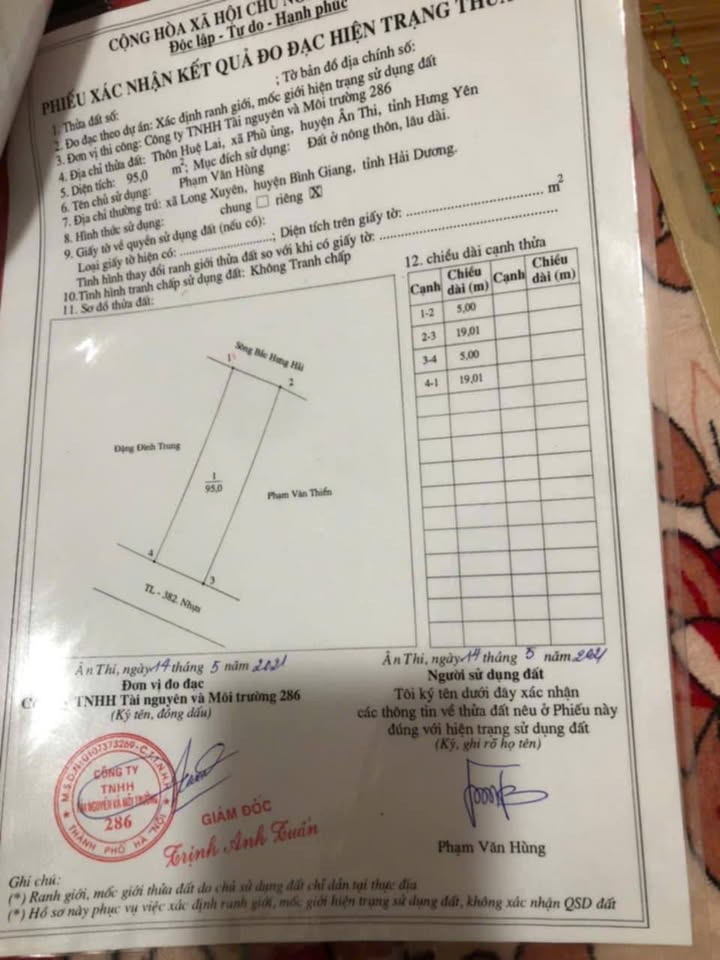 CỘNG HÒA XÃ HỘI CHỦ
Độc lập - Tự do - Hạnh phúc
PHIẾU XÁC NHẬN KẾT QUẢ ĐO ĐẠC HIỆN TRẠNG THỬA
1. Thửa đất số: ; Tờ bản đồ địa chính số:
2. Đo đạc theo dự án: Xác định ranh giới, mốc giới hiện trạng sử dụng đất
3. Đơn vị thi công: Công ty TNHH Tài nguyên và Môi trường 286
4. Địa chỉ thửa đất: Thôn Huệ Lai, xã Phù ủng, huyện Ân Thi, tỉnh Hưng Yên
5. Diện tích: 95,0 m²; Mục đích sử dụng: Đất ở nông thôn, lâu dài.
6. Tên chủ sử dụng: Phạm Văn Hùng
7. Địa chỉ thường trú: xã Long Xuyên, huyện Bình Giang, tỉnh Hải Dương.
8. Hình thức sử dụng: chung ☐ riêng ☒
9. Giấy tờ về quyền sử dụng đất (nếu có):
Loại giấy tờ hiện có: ........................; Diện tích trên giấy tờ: ........................ m²
Tình hình thay đổi ranh giới thửa đất so với khi có giấy tờ: ........................
10. Tình hình tranh chấp sử dụng đất: Không Tranh chấp
11. Sơ đồ thửa đất:
12. chiều dài cạnh thửa
Cạnh Chiều dài (m) Cạnh Chiều dài (m)
1-2 5,00
2-3 19,01
3-4 5,00
4-1 19,01
Sông Bắc Hưng Hải
1
2
Đặng Đình Trung
1
95,0
Phạm Văn Thiển
4
3
TL - 382. Nhựa
Ân Thi, ngày 14 tháng 5 năm 2021
Đơn vị đo đạc
TNHH Tài nguyên và Môi trường 286
(Ký tên, đóng dấu)
M.S.D.N: 0107373269-C.T.T.N.H.H
CÔNG TY
TNHH
TÀI NGUYÊN VÀ MÔI TRƯỜNG
286
THÀNH PHỐ HÀ NỘI
GIÁM ĐỐC
Trịnh Anh Tuấn
Ân Thi, ngày 14 tháng 5 năm 2021
Người sử dụng đất
Tôi ký tên dưới đây xác nhận
các thông tin về thửa đất nêu ở Phiếu này
đúng với hiện trạng sử dụng đất
(Ký, ghi rõ họ tên)
Phạm Văn Hùng
Ghi chú:
(*) Ranh giới, mốc giới thửa đất do chủ sử dụng đất chỉ dẫn tại thực địa
(*) Hồ sơ này phục vụ việc xác định ranh giới, mốc giới hiện trạng sử dụng đất, không xác nhận QSD đất